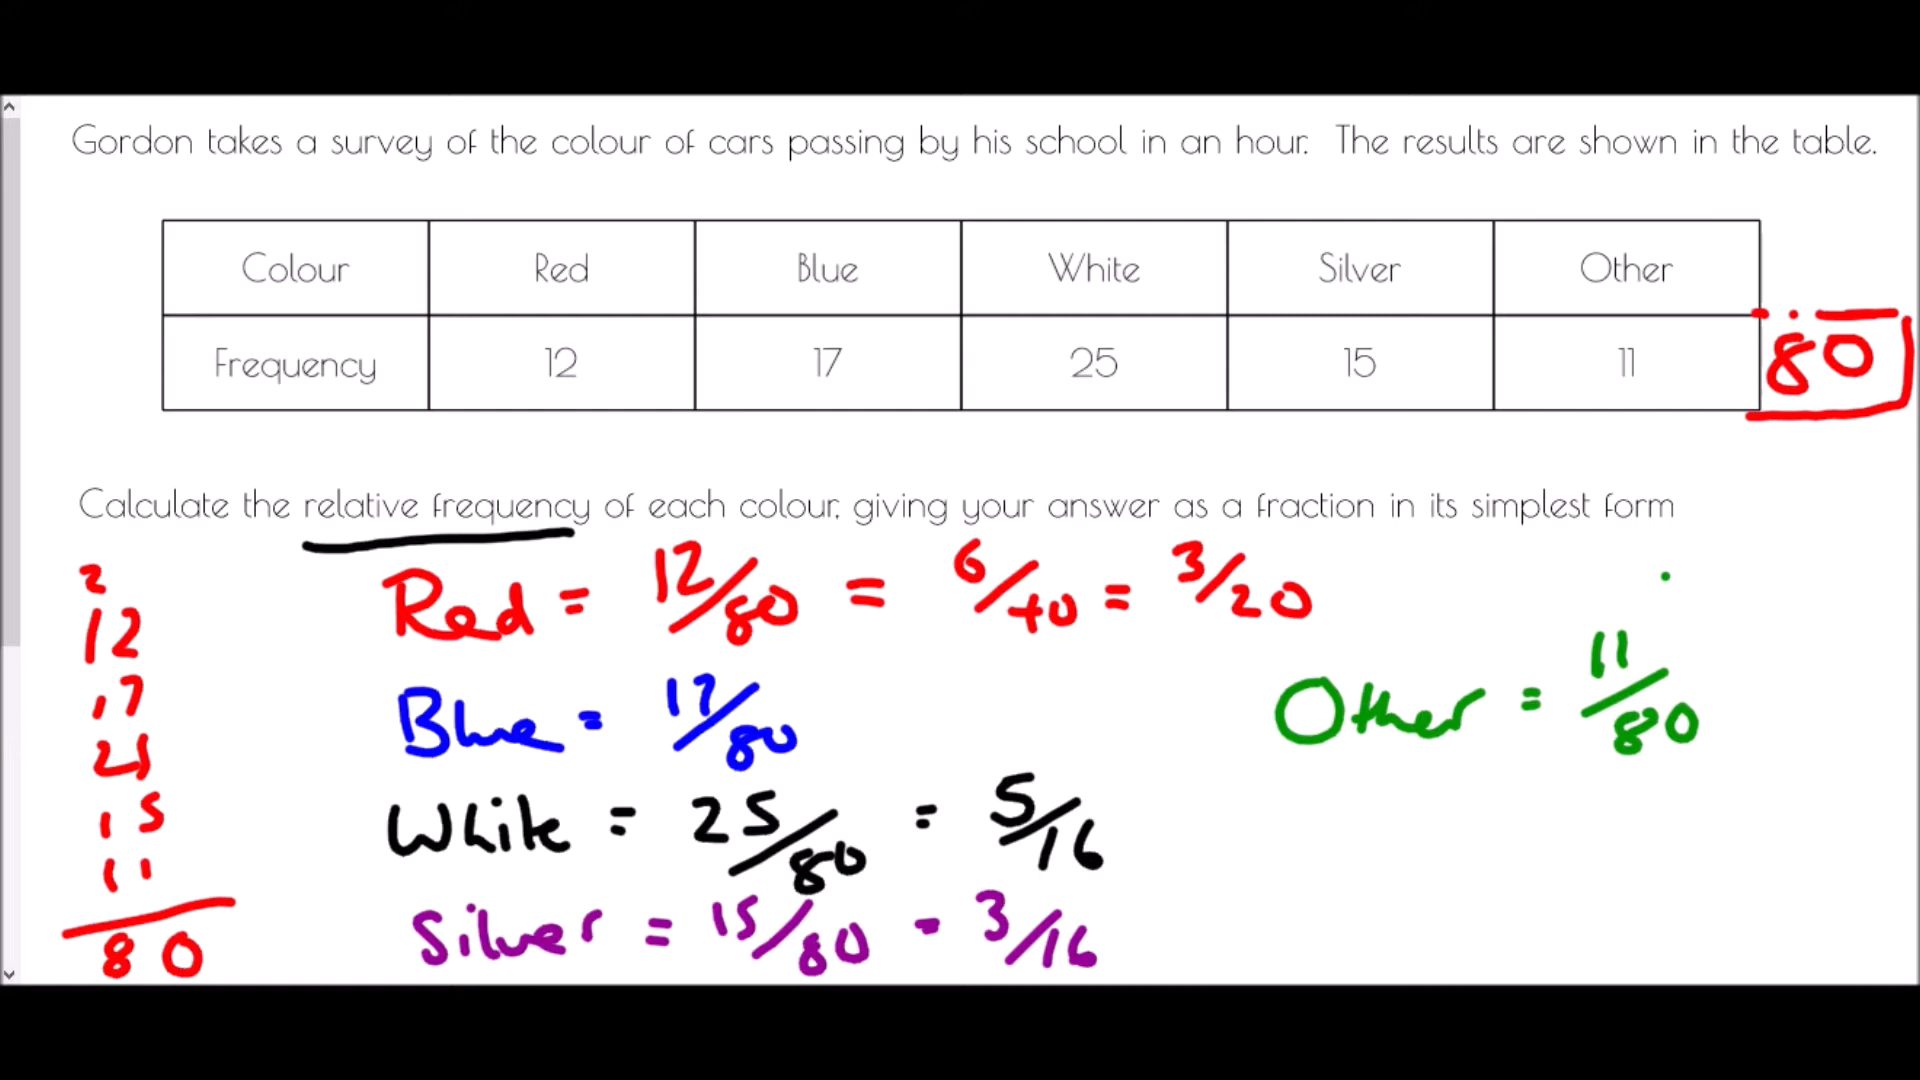 Gordon takes a survey of the colour of cars passing by his school in an hour. The results are shown in the table.
Colour Red Blue White Silver Other
Frequency 12 17 25 15 11 80
Calculate the relative frequency of each colour, giving your answer as a fraction in its simplest form
2
12
17
25
15
11
80
Red = 12/80 = 6/40 = 3/20
Blue = 17/80
White = 25/80 = 5/16
Silver = 15/80 = 3/16
Other = 11/80